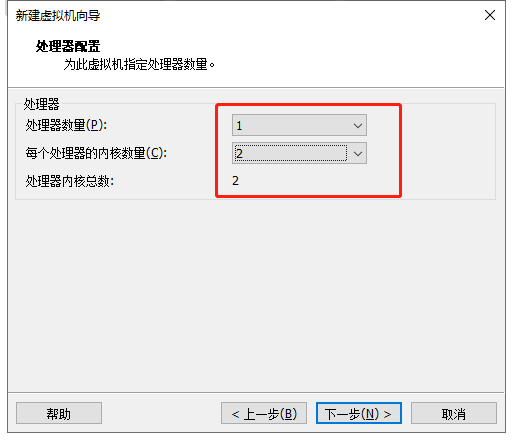 新建虚拟机向导
处理器配置
为此虚拟机指定处理器数量。
处理器
处理器数量(P): 1
每个处理器的内核数量(C): 2
处理器内核总数: 2
帮助 < 上一步(B) 下一步(N) > 取消